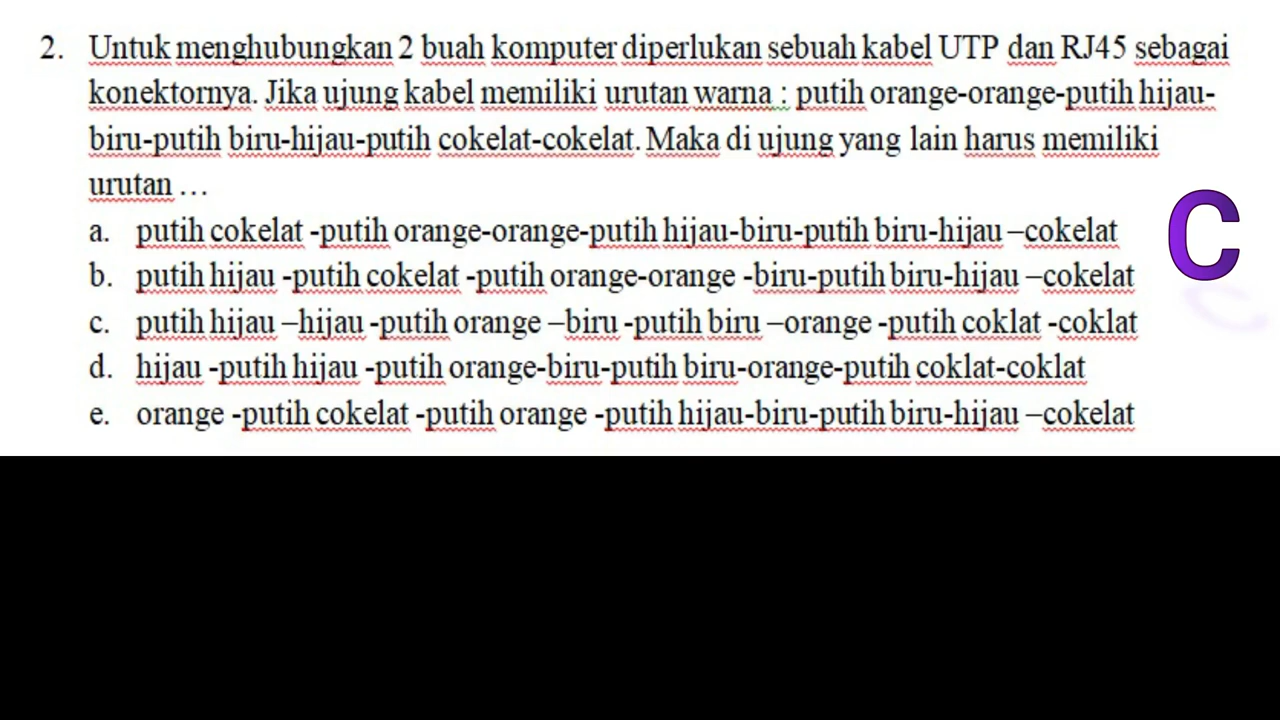 2. Untuk menghubungkan 2 buah komputer diperlukan sebuah kabel UTP dan RJ45 sebagai
konektornya. Jika ujung kabel memiliki urutan warna : putih orange-orange-putih hijau-
biru-putih biru-hijau-putih cokelat-cokelat. Maka di ujung yang lain harus memiliki
urutan …
a. putih cokelat -putih orange-orange-putih hijau-biru-putih biru-hijau –cokelat
b. putih hijau -putih cokelat -putih orange-orange -biru-putih biru-hijau –cokelat
c. putih hijau –hijau -putih orange –biru -putih biru –orange -putih coklat -coklat
d. hijau -putih hijau -putih orange-biru-putih biru-orange-putih coklat-coklat
e. orange -putih cokelat -putih orange -putih hijau-biru-putih biru-hijau –cokelat
C